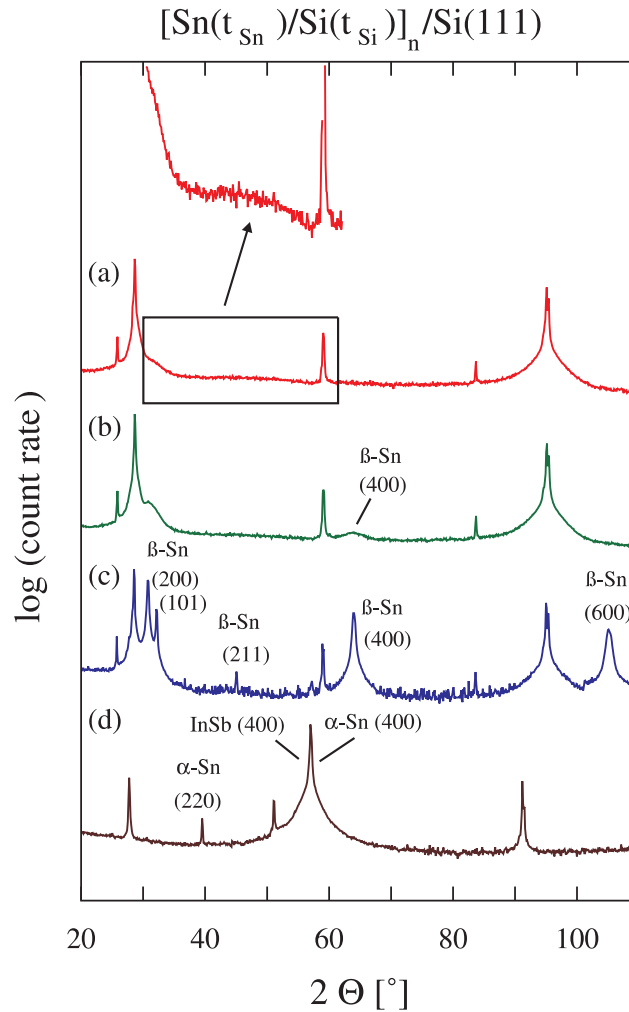 [Sn(t Sn )/Si(t Si )]n/Si(111)
(a)
(b)
ß-Sn
(400)
ß-Sn
(200)
(101)
(c)
ß-Sn
(211)
ß-Sn
(400)
ß-Sn
(600)
(d)
InSb (400)
α-Sn (400)
α-Sn
(220)
log (count rate)
20 40 60 80 100
2 Θ [°]